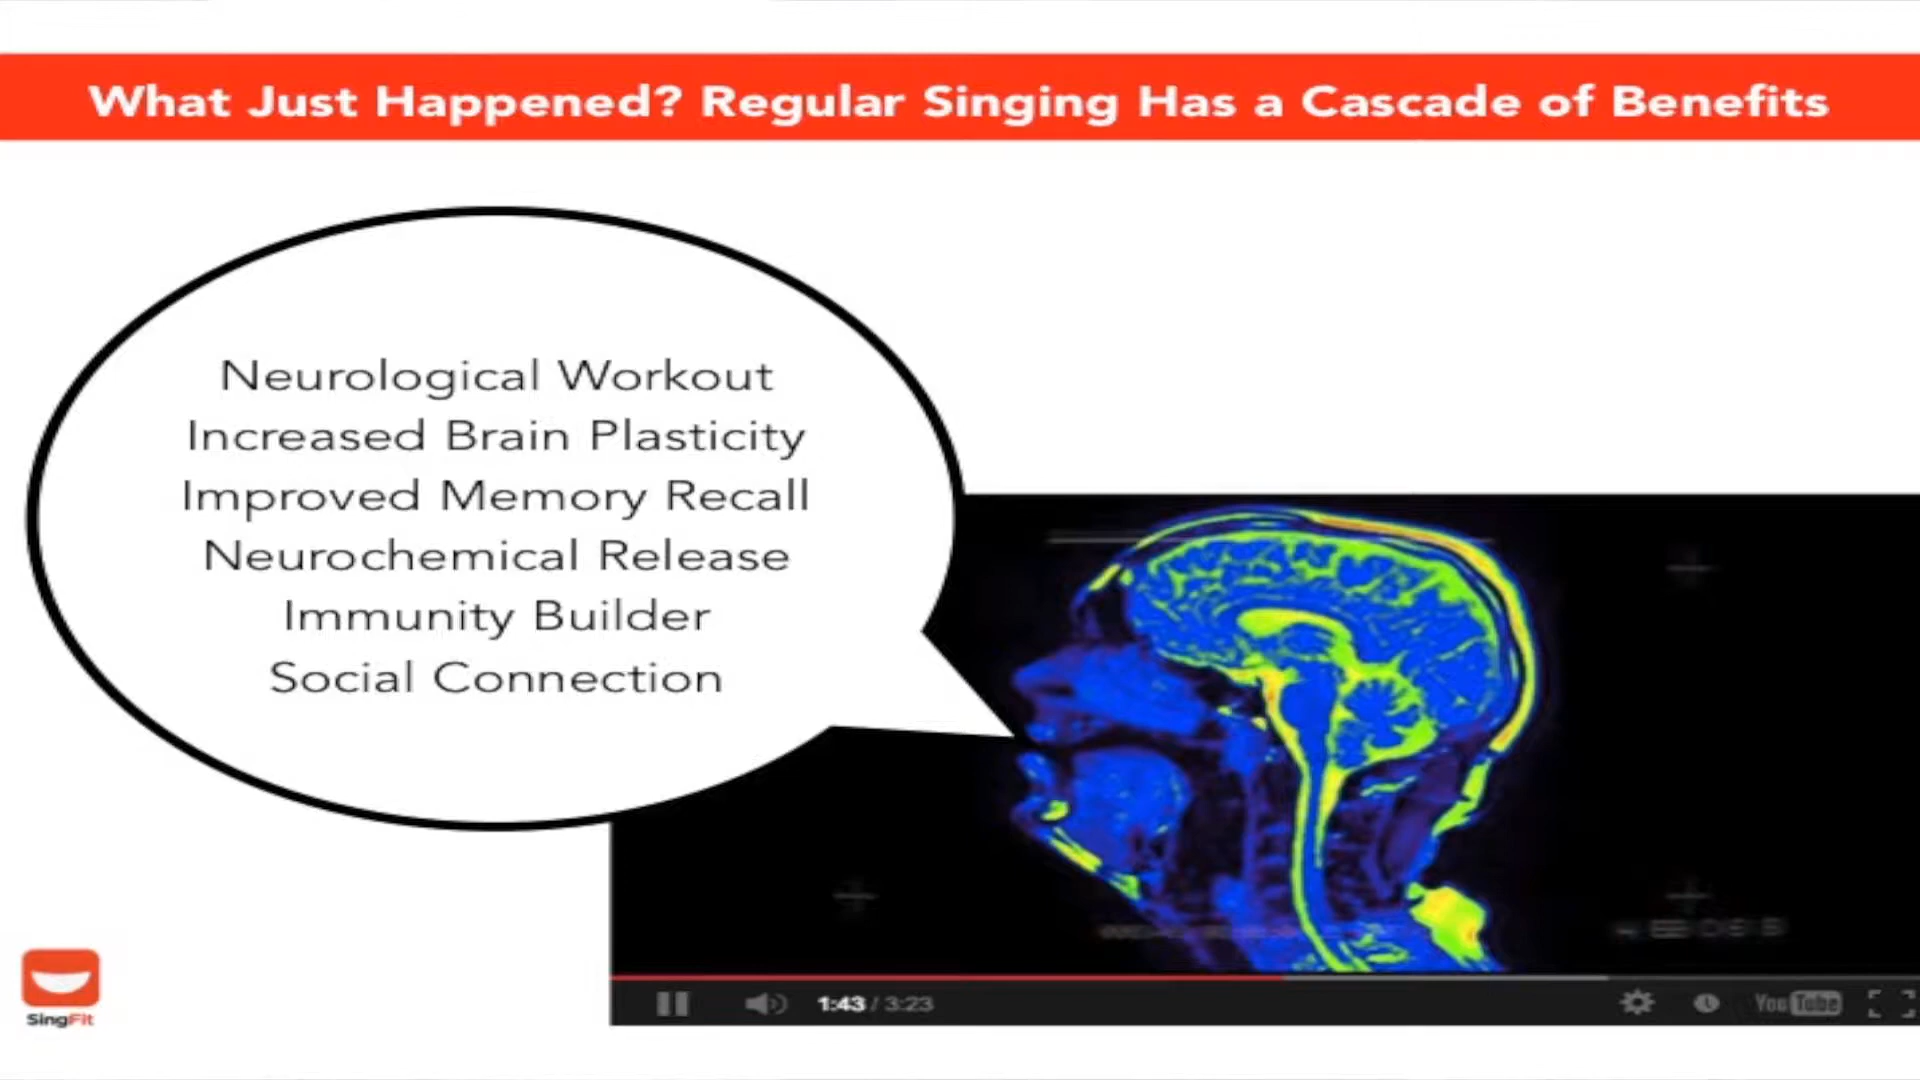 What Just Happened? Regular Singing Has a Cascade of Benefits
Neurological Workout
Increased Brain Plasticity
Improved Memory Recall
Neurochemical Release
Immunity Builder
Social Connection
SingFit
1:43 / 3:23
YouTube